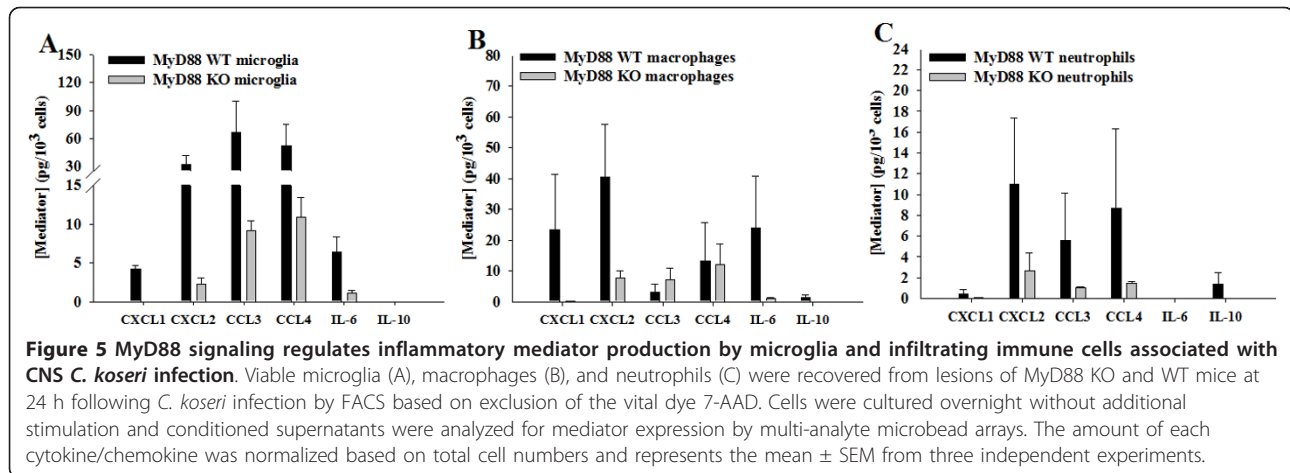 A
MyD88 WT microglia
MyD88 KO microglia
[Mediator] (pg/10³ cells)
150
120
90
60
30
15
10
5
0
CXCL1 CXCL2 CCL3 CCL4 IL-6 IL-10
B
MyD88 WT macrophages
MyD88 KO macrophages
[Mediator] (pg/10³ cells)
80
70
60
50
40
30
20
10
0
CXCL1 CXCL2 CCL3 CCL4 IL-6 IL-10
C
MyD88 WT neutrophils
MyD88 KO neutrophils
[Mediator] (pg/10³ cells)
24
22
20
18
16
14
12
10
8
6
4
2
0
CXCL1 CXCL2 CCL3 CCL4 IL-6 IL-10
Figure 5 MyD88 signaling regulates inflammatory mediator production by microglia and infiltrating immune cells associated with
CNS C. koseri infection. Viable microglia (A), macrophages (B), and neutrophils (C) were recovered from lesions of MyD88 KO and WT mice at
24 h following C. koseri infection by FACS based on exclusion of the vital dye 7-AAD. Cells were cultured overnight without additional
stimulation and conditioned supernatants were analyzed for mediator expression by multi-analyte microbead arrays. The amount of each
cytokine/chemokine was normalized based on total cell numbers and represents the mean ± SEM from three independent experiments.